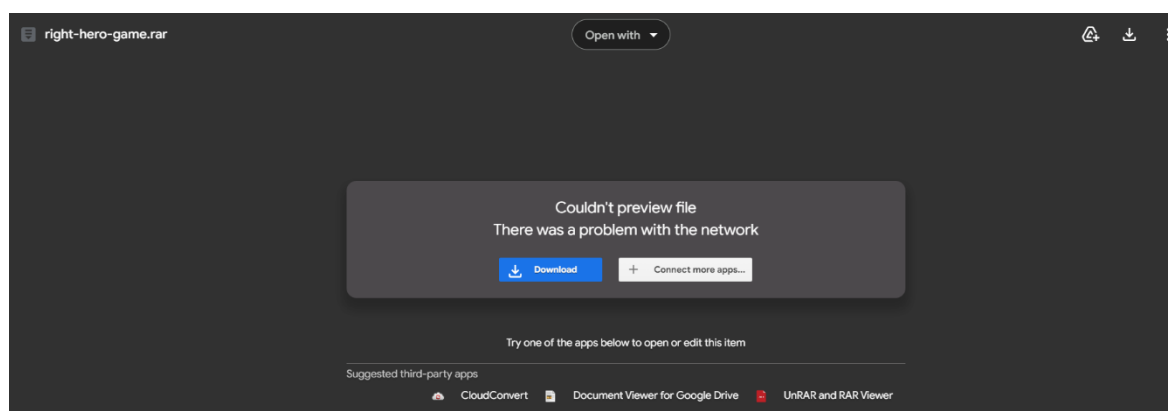 right-hero-game.rar
Open with
Couldn't preview file
There was a problem with the network
Download
Connect more apps...
Try one of the apps below to open or edit this item
Suggested third-party apps
CloudConvert Document Viewer for Google Drive UnRAR and RAR Viewer